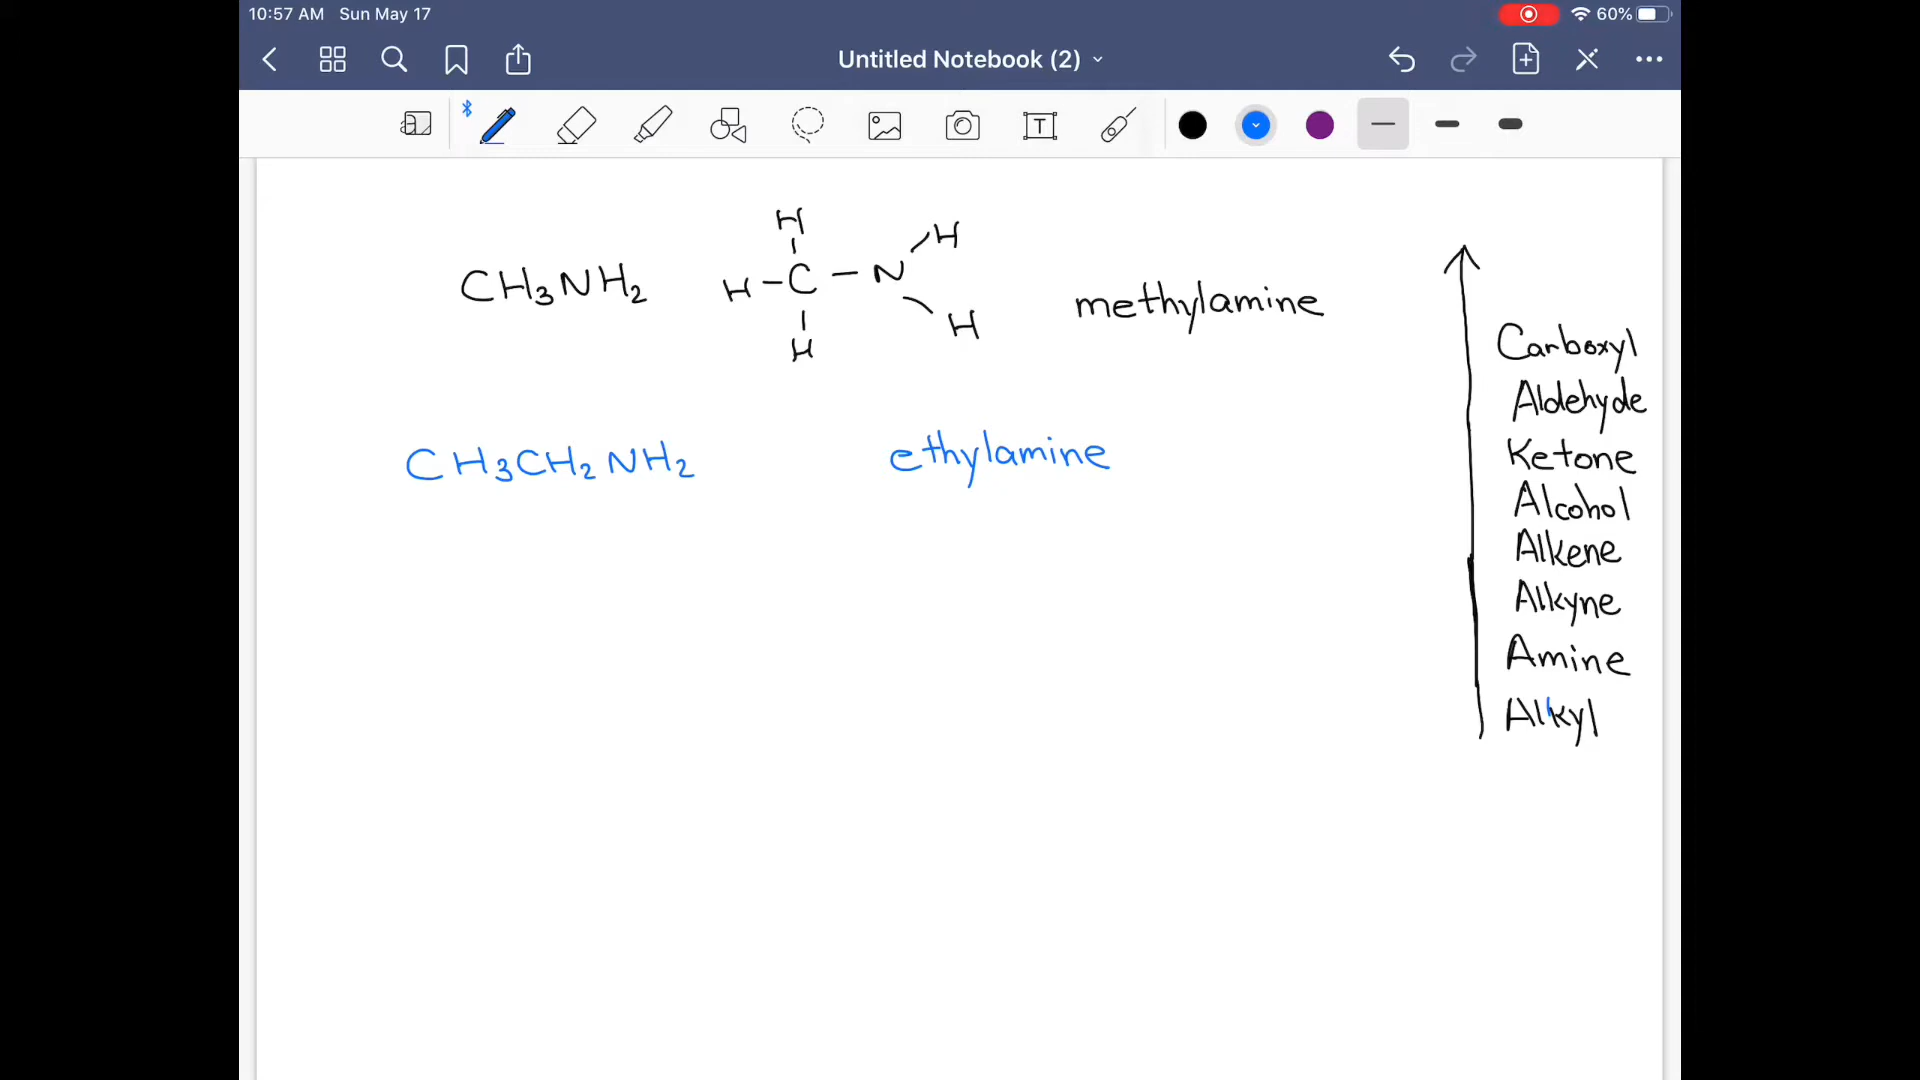 10:57 AM Sun May 17 60%
Untitled Notebook (2)
CH₃NH₂
H
H
H - C - N
H
H
methylamine
CH₃CH₂NH₂ ethylamine
Carboxyl
Aldehyde
Ketone
Alcohol
Alkene
Alkyne
Amine
Alkyl